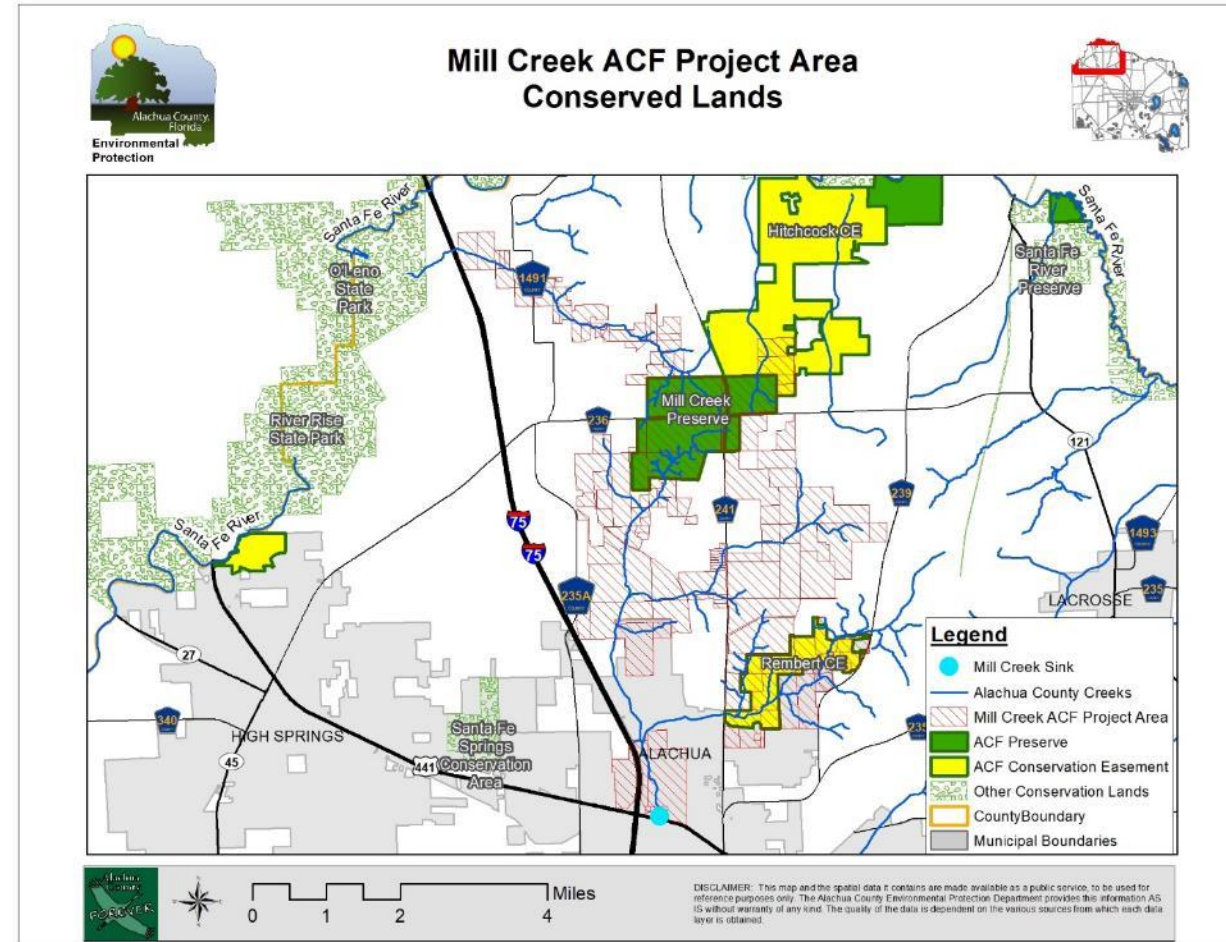 Alachua County,
Florida
Environmental
Protection
Mill Creek ACF Project Area
Conserved Lands
Santa Fe River
O'Leno
State
Park
1491
COUNTY
Hitchcock CE
Santa Fe
River
Preserve
Santa Fe River
River Rise
State Park
236
Mill Creek
Preserve
121
241
239
Santa Fe River
75
75
1493
235A
COUNTY
LACROSSE
235
27
Rembert CE
340
HIGH SPRINGS
45
441
Santa Fe
Springs
Conservation
Area
ALACHUA
235
Legend
Mill Creek Sink
Alachua County Creeks
Mill Creek ACF Project Area
ACF Preserve
ACF Conservation Easement
Other Conservation Lands
CountyBoundary
Municipal Boundaries
Alachua
County
FOREVER
Miles
0 1 2 4
DISCLAIMER: This map and the spatial data it contains are made available as a public service, to be used for
reference purposes only. The Alachua County Environmental Protection Department provides this information AS
IS without warranty of any kind. The quality of the data is dependent on the various sources from which each data
layer is obtained.